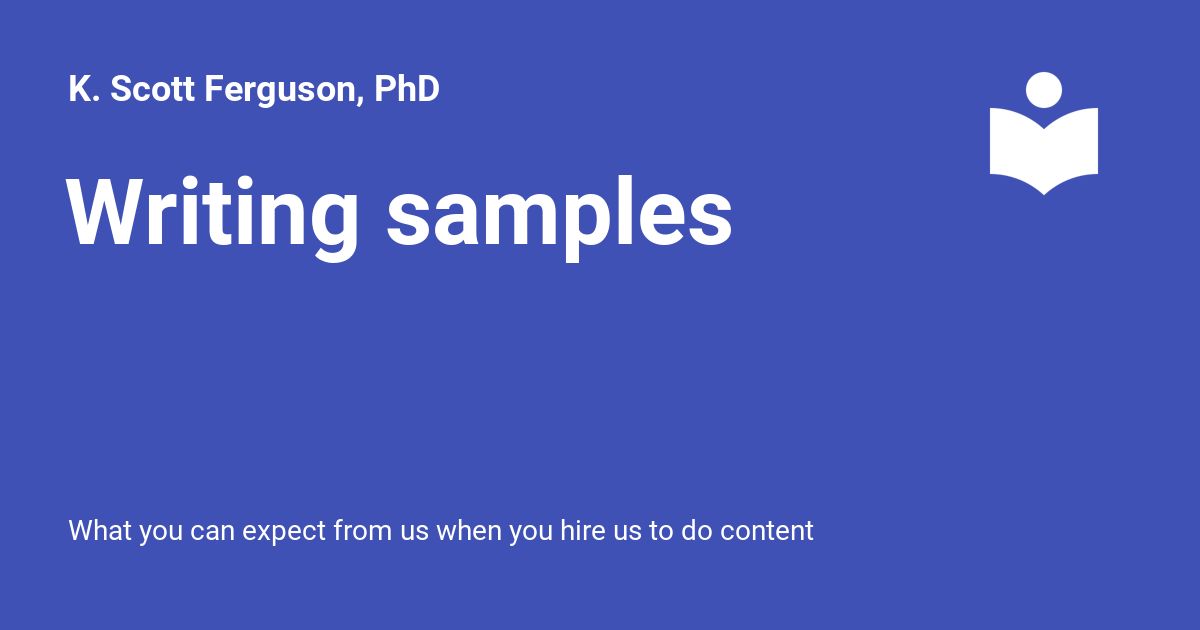 K. Scott Ferguson, PhD
Writing samples
What you can expect from us when you hire us to do content